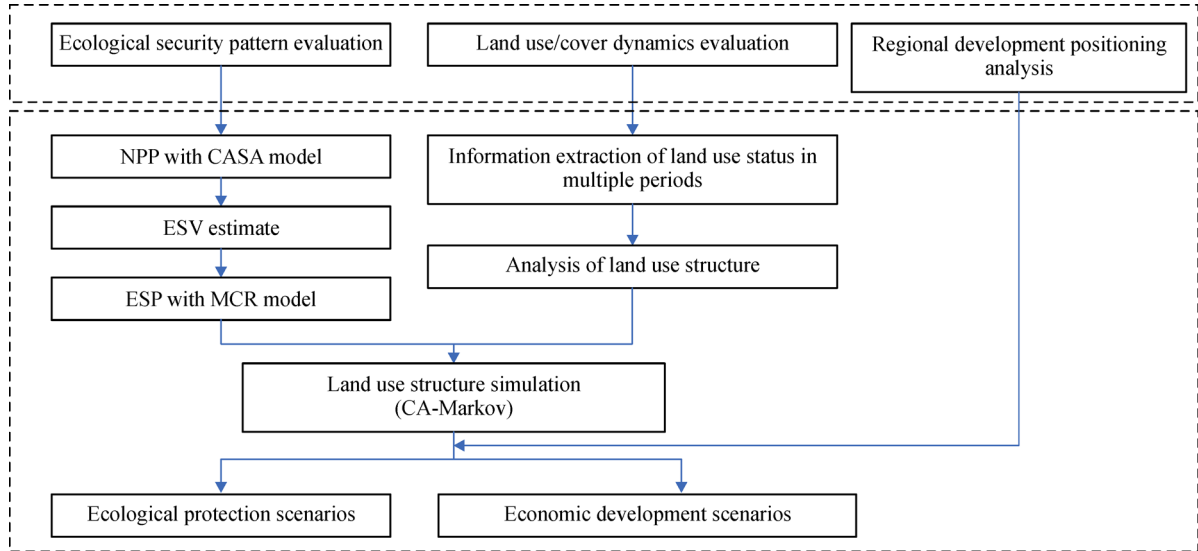 Ecological security pattern evaluation
Land use/cover dynamics evaluation
Regional development positioning
analysis
NPP with CASA model
Information extraction of land use status in
multiple periods
ESV estimate
Analysis of land use structure
ESP with MCR model
Land use structure simulation
(CA-Markov)
Ecological protection scenarios
Economic development scenarios